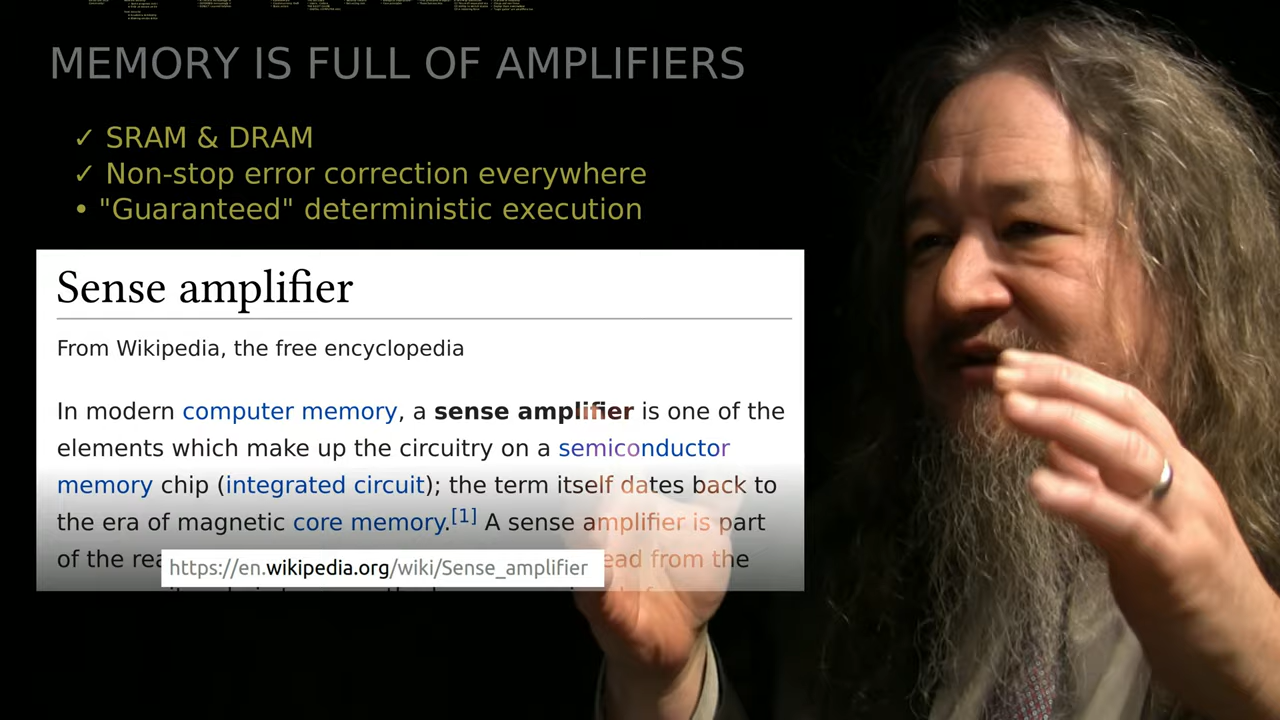 MEMORY IS FULL OF AMPLIFIERS
✓ SRAM & DRAM
✓ Non-stop error correction everywhere
• "Guaranteed" deterministic execution
Sense amplifier
From Wikipedia, the free encyclopedia
In modern computer memory, a sense amplifier is one of the
elements which make up the circuitry on a semiconductor
memory chip (integrated circuit); the term itself dates back to
the era of magnetic core memory.[1] A sense amplifier is part
of the ead from the
https://en.wikipedia.org/wiki/Sense_amplifier